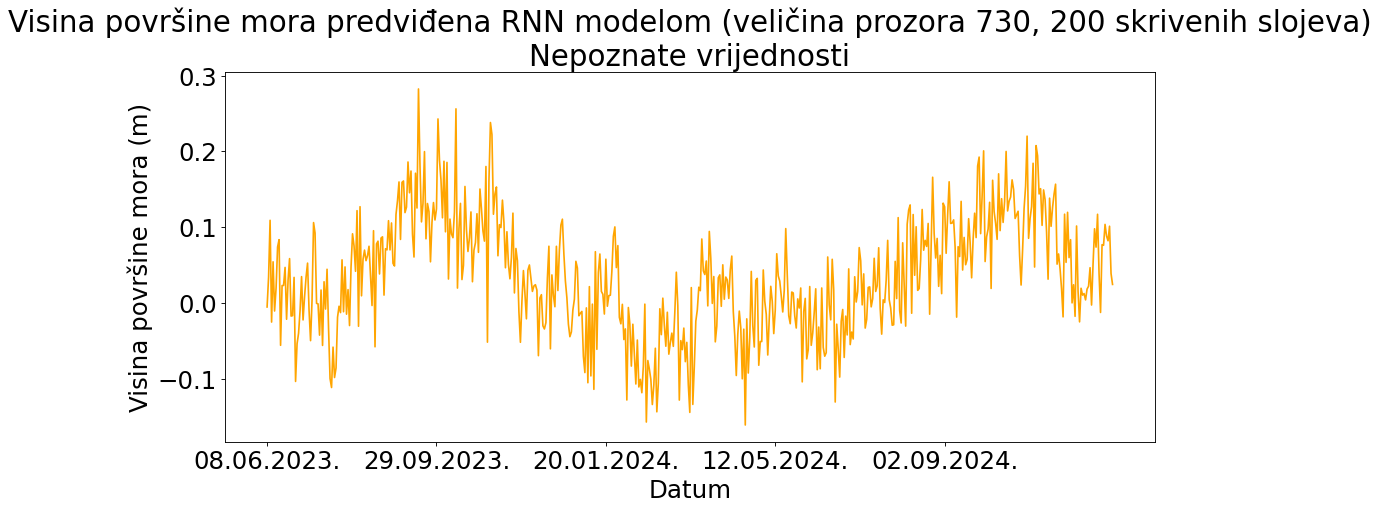 Visina površine mora predviđena RNN modelom (veličina prozora 730, 200 skrivenih slojeva)
Nepoznate vrijednosti
Visina površine mora (m)
0.3
0.2
0.1
0.0
−0.1
08.06.2023. 29.09.2023. 20.01.2024. 12.05.2024. 02.09.2024.
Datum